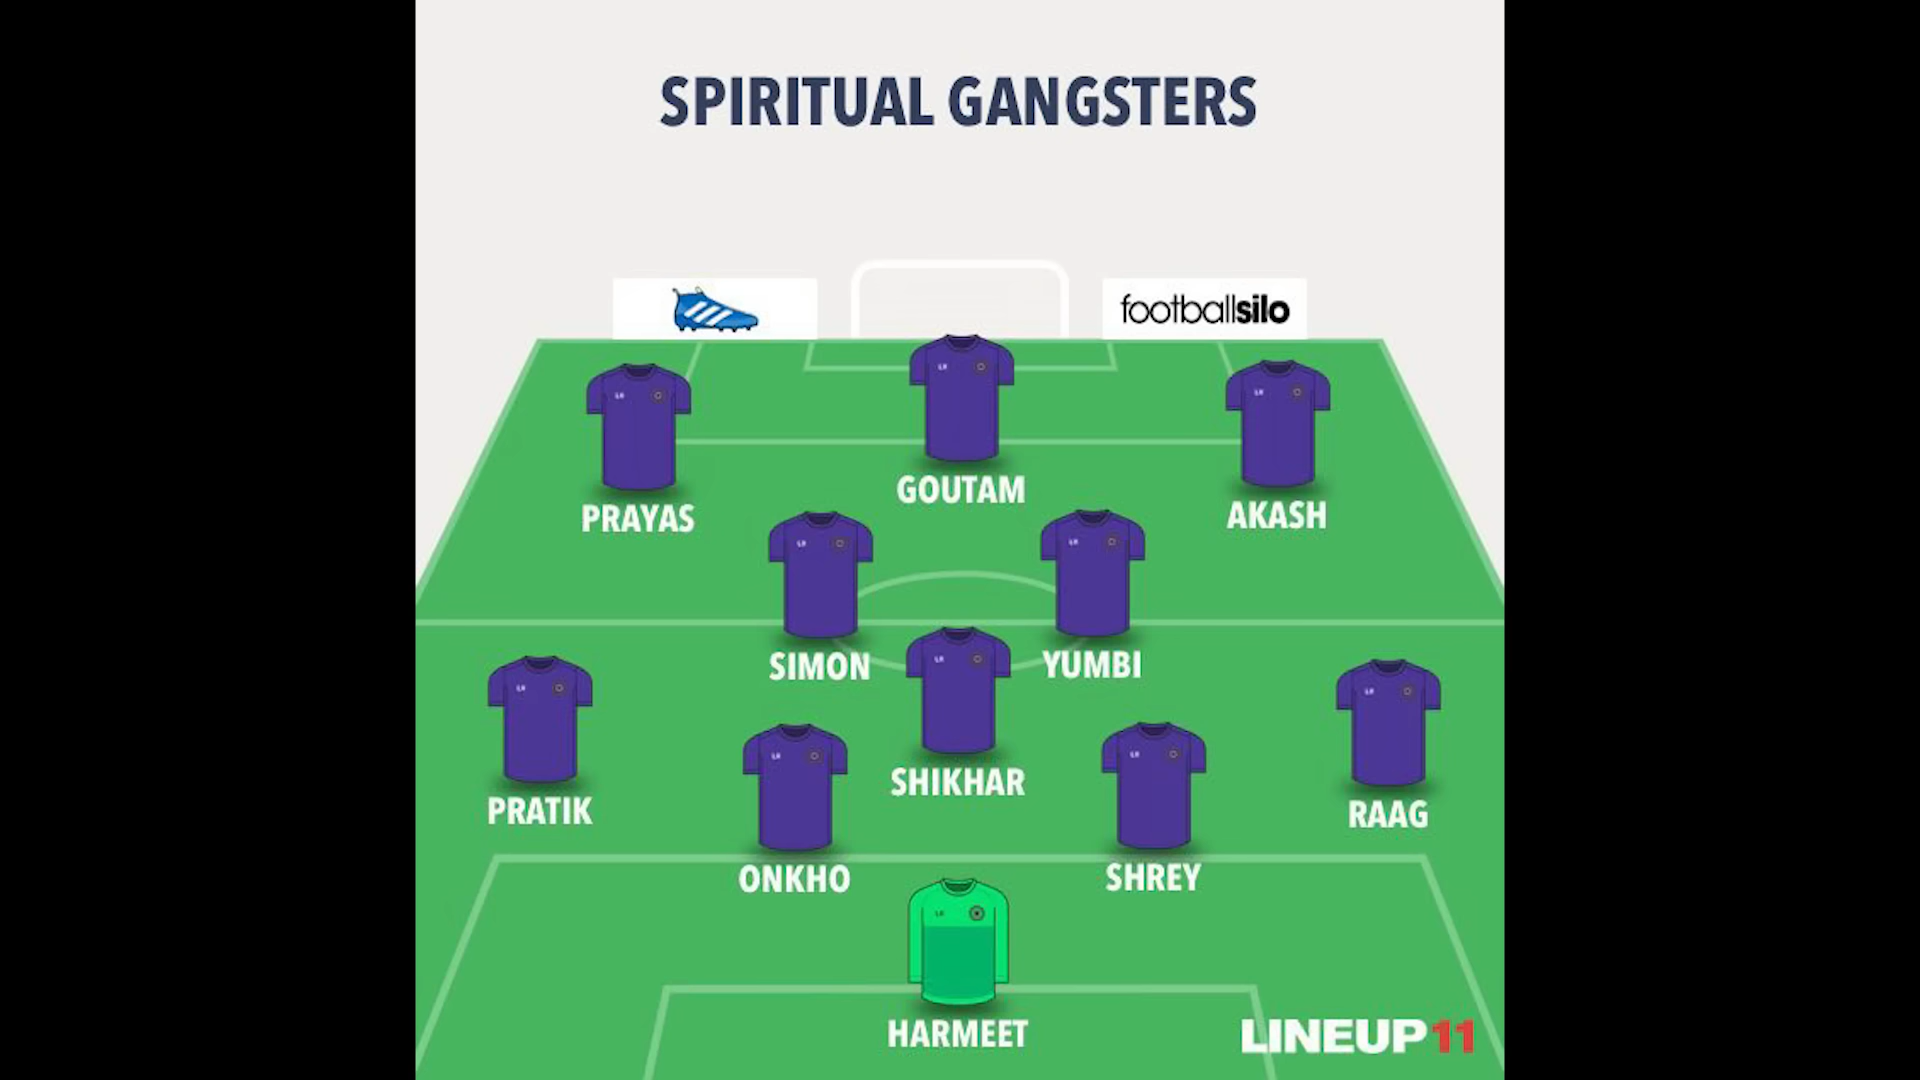 SPIRITUAL GANGSTERS
footballsilo
PRAYAS
GOUTAM
AKASH
SIMON
YUMBI
PRATIK
SHIKHAR
RAAG
ONKHO
SHREY
HARMEET
LINEUP11